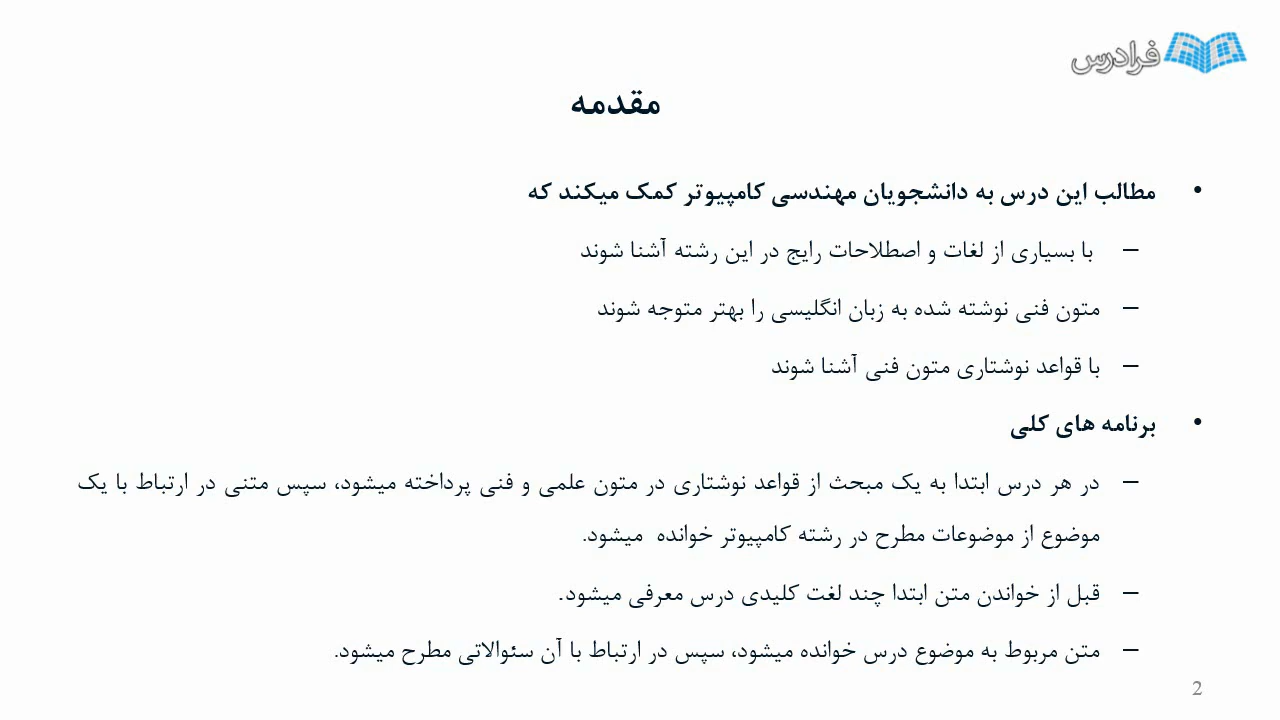 فرادرس
مقدمه
• مطالب این درس به دانشجویان مهندسی کامپیوتر کمک میکند که
– با بسیاری از لغات و اصطلاحات رایج در این رشته آشنا شوند
– متون فنی نوشته شده به زبان انگلیسی را بهتر متوجه شوند
– با قواعد نوشتاری متون فنی آشنا شوند
• برنامه های کلی
– در هر درس ابتدا به یک مبحث از قواعد نوشتاری در متون علمی و فنی پرداخته میشود، سپس متنی در ارتباط با یک
موضوع از موضوعات مطرح در رشته کامپیوتر خوانده میشود.
– قبل از خواندن متن ابتدا چند لغت کلیدی درس معرفی میشود.
– متن مربوط به موضوع درس خوانده میشود، سپس در ارتباط با آن سئوالاتی مطرح میشود.
2